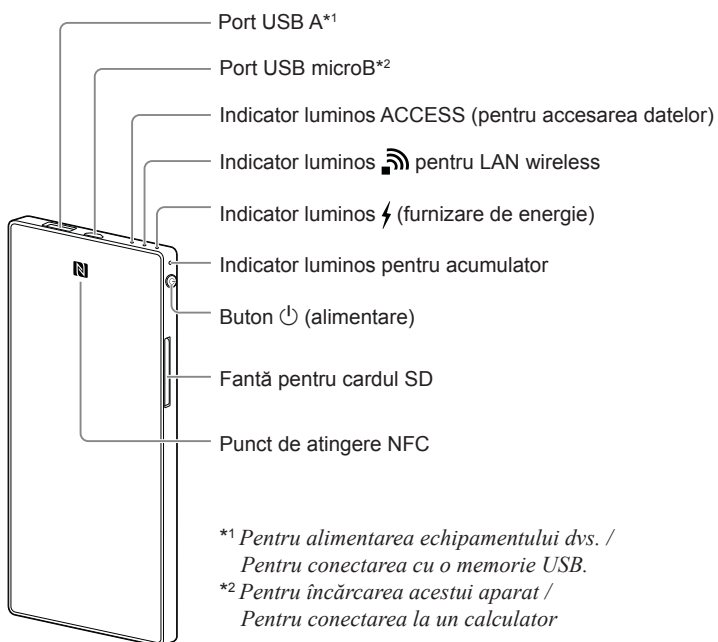 Port USB A*1
Port USB microB*2
Indicator luminos ACCESS (pentru accesarea datelor)
Indicator luminos pentru LAN wireless
Indicator luminos (furnizare de energie)
Indicator luminos pentru acumulator
Buton (alimentare)
Fantă pentru cardul SD
Punct de atingere NFC
*1 Pentru alimentarea echipamentului dvs. /
Pentru conectarea cu o memorie USB.
*2 Pentru încărcarea acestui aparat /
Pentru conectarea la un calculator